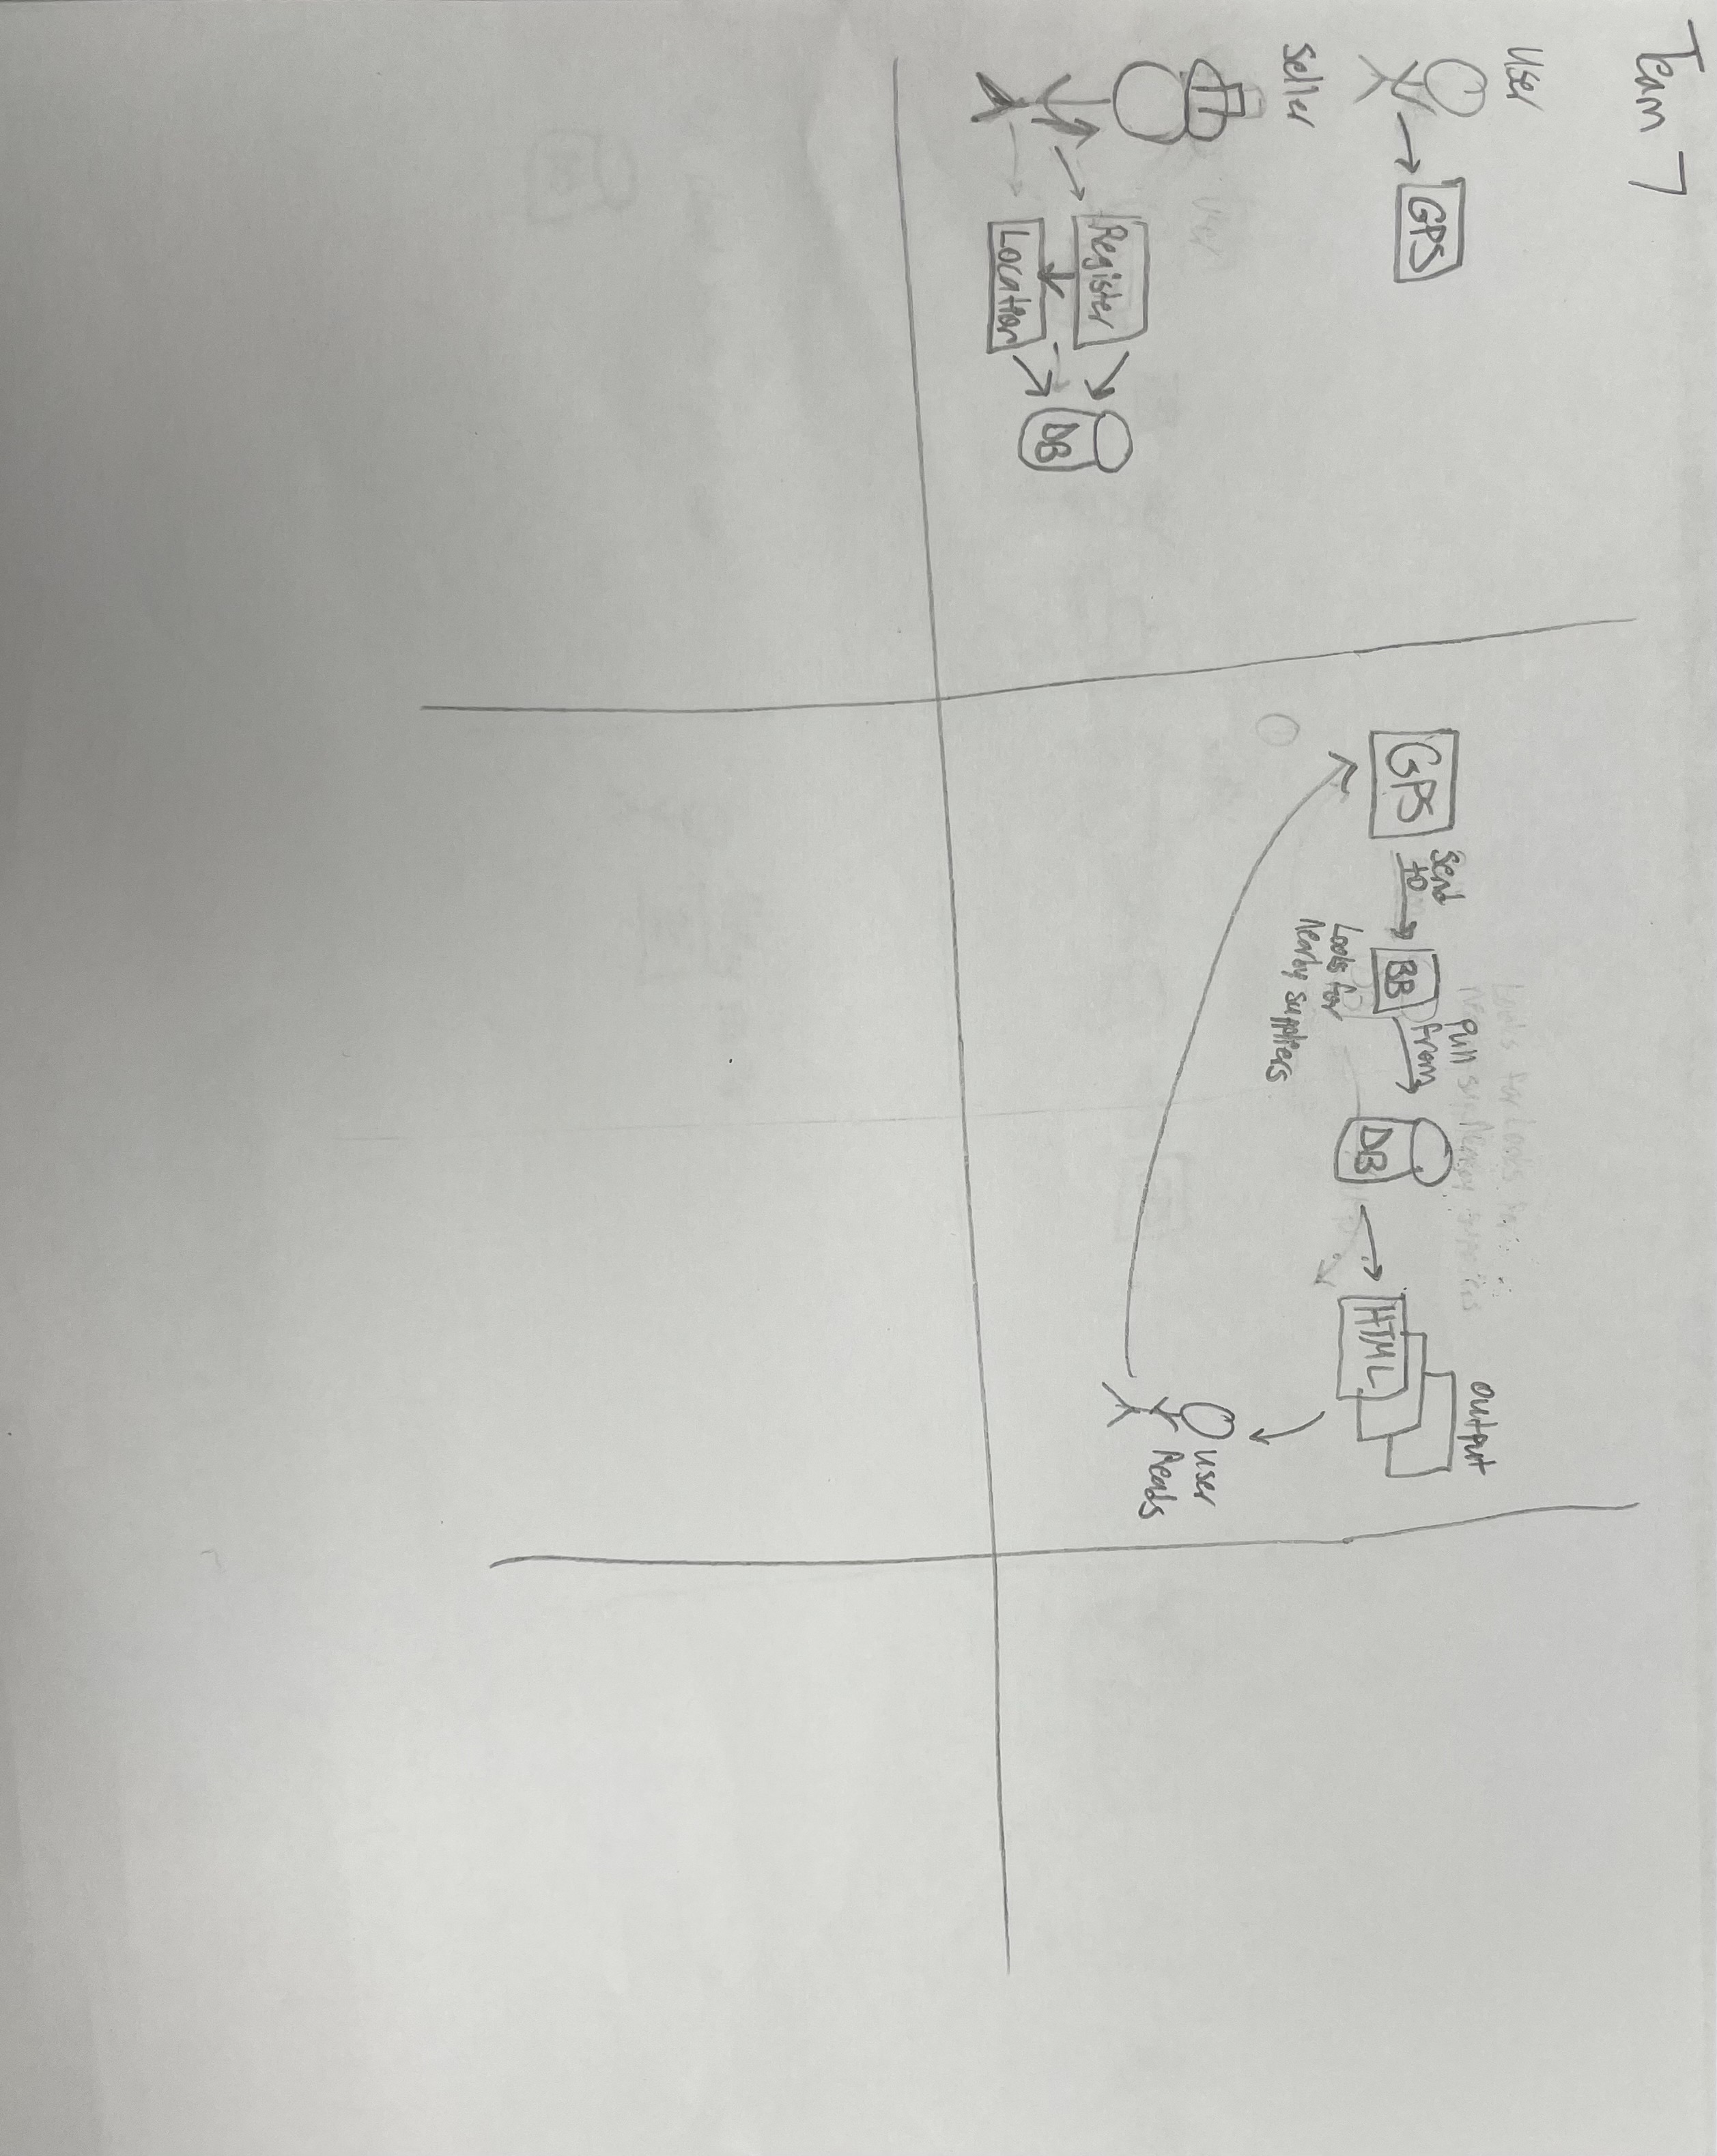 Team 7
User
GPS
Seller
Register
Location
DB
GPS
Send
to
BB
Looks for
Nearby suppliers
Pull
from
DB
HTML
output
user
Reads